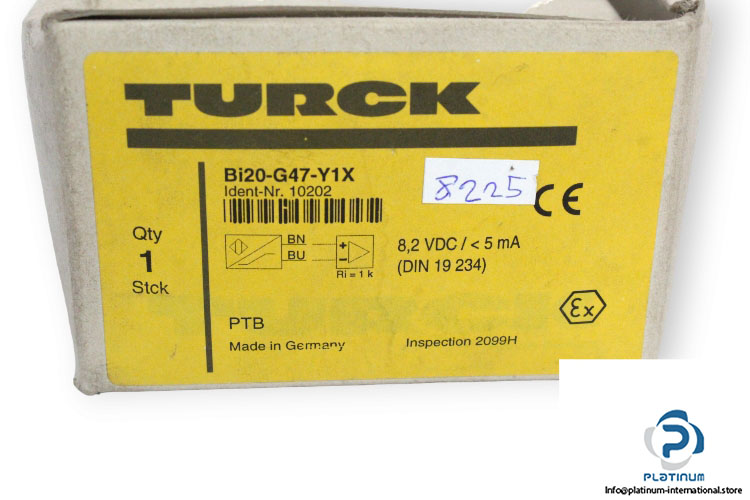 TURCK
Bi20-G47-Y1X
Ident-Nr. 10202
8225
CE
Qty
1
Stck
BN
BU
+
-
Ri = 1 k
8,2 VDC / < 5 mA
(DIN 19 234)
Ex
PTB
Made in Germany
Inspection 2099H
PLATINUM
INTERNATIONAL
Info@platinum-international.store